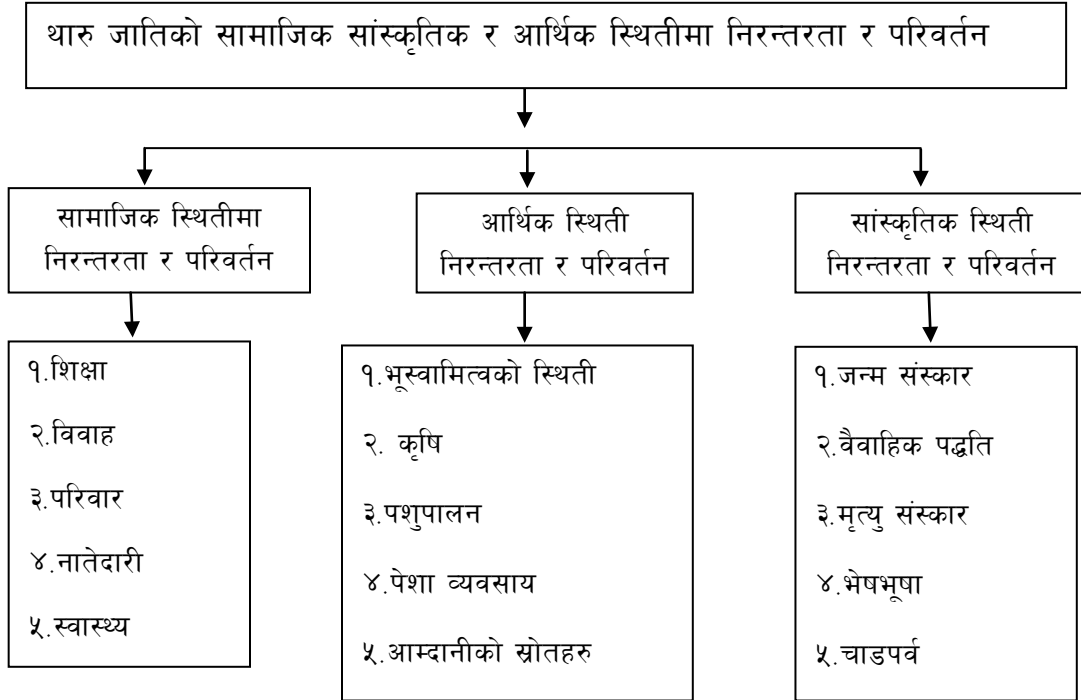 थारु जातिको सामाजिक सांस्कृतिक र आर्थिक स्थितीमा निरन्तरता र परिवर्तन
सामाजिक स्थितीमा
निरन्तरता र परिवर्तन
आर्थिक स्थिती
निरन्तरता र परिवर्तन
सांस्कृतिक स्थिती
निरन्तरता र परिवर्तन
१.शिक्षा
२.विवाह
३.परिवार
४.नातेदारी
५.स्वास्थ्य
१.भूस्वामित्वको स्थिती
२. कृषि
३.पशुपालन
४.पेशा व्यवसाय
५.आम्दानीको स्रोतहरु
१.जन्म संस्कार
२.वैवाहिक पद्धति
३.मृत्यु संस्कार
४.भेषभूषा
५.चाडपर्व